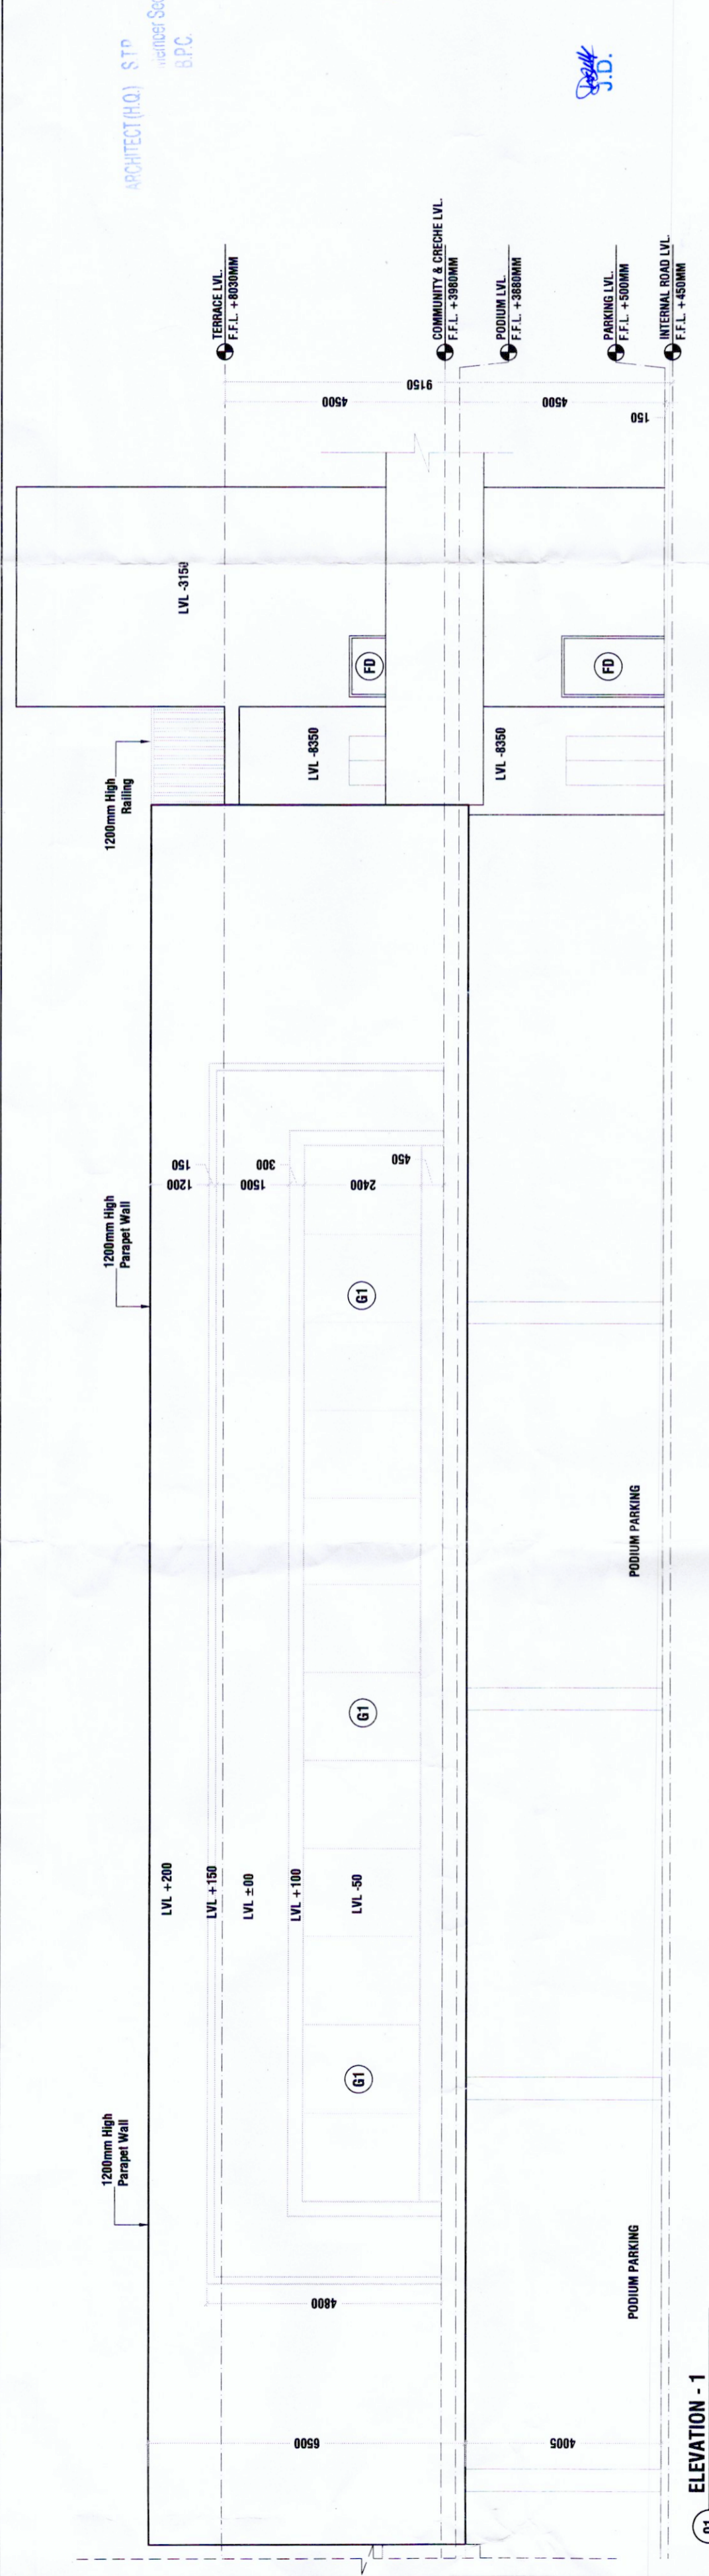 ARCHITECT (H.Q.) S.T.P.
Member Sec
B.P.C.
J.D.
1200mm High
Parapet Wall
1200mm High
Parapet Wall
1200mm High
Railing
LVL -3150
TERRACE LVL.
F.F.L. +8030MM
LVL +200
LVL +150
LVL ±00
LVL +100
LVL -50
1200
150
1500
300
2400
450
4800
6500
4005
G1
G1
G1
LVL -8350
FD
LVL -8350
FD
4500
9150
4500
150
COMMUNITY & CRECHE LVL.
F.F.L. +3980MM
PODIUM LVL.
F.F.L. +3880MM
PARKING LVL.
F.F.L. +500MM
INTERNAL ROAD LVL.
F.F.L. +450MM
PODIUM PARKING
PODIUM PARKING
01
ELEVATION - 1